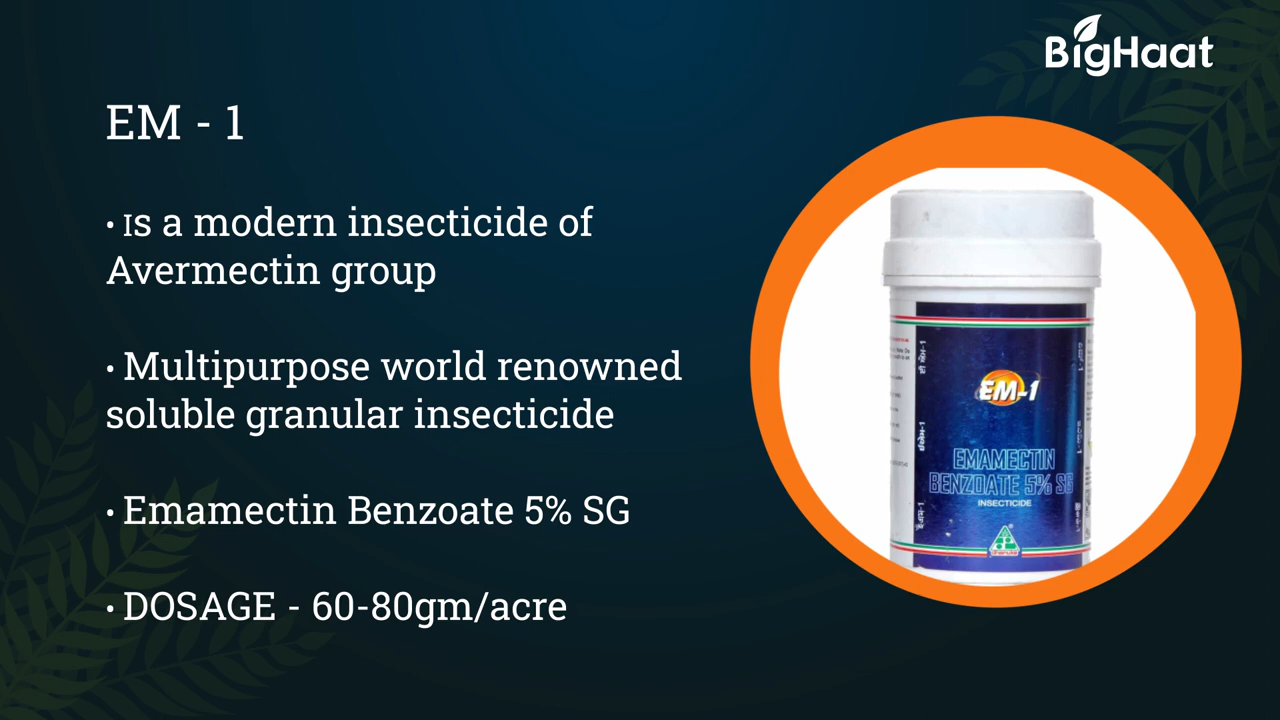 BigHaat
EM - 1
• Is a modern insecticide of
Avermectin group
• Multipurpose world renowned
soluble granular insecticide
• Emamectin Benzoate 5% SG
• DOSAGE - 60-80gm/acre
EM-1
EMAMECTIN
BENZOATE 5% SG
INSECTICIDE